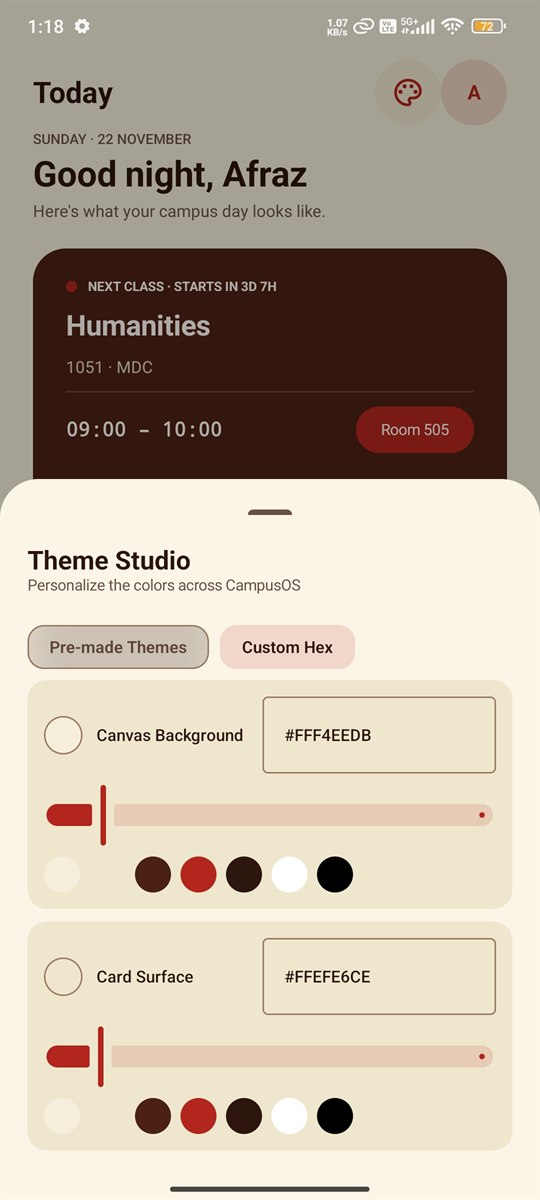 1:18
1.07 KB/s
Vo LTE
5G+
72
Today
A
SUNDAY · 22 NOVEMBER
Good night, Afraz
Here's what your campus day looks like.
NEXT CLASS · STARTS IN 3D 7H
Humanities
1051 · MDC
09:00 – 10:00
Room 505
Theme Studio
Personalize the colors across CampusOS
Pre-made Themes
Custom Hex
Canvas Background
#FFF4EEDB
Card Surface
#FFEFE6CE